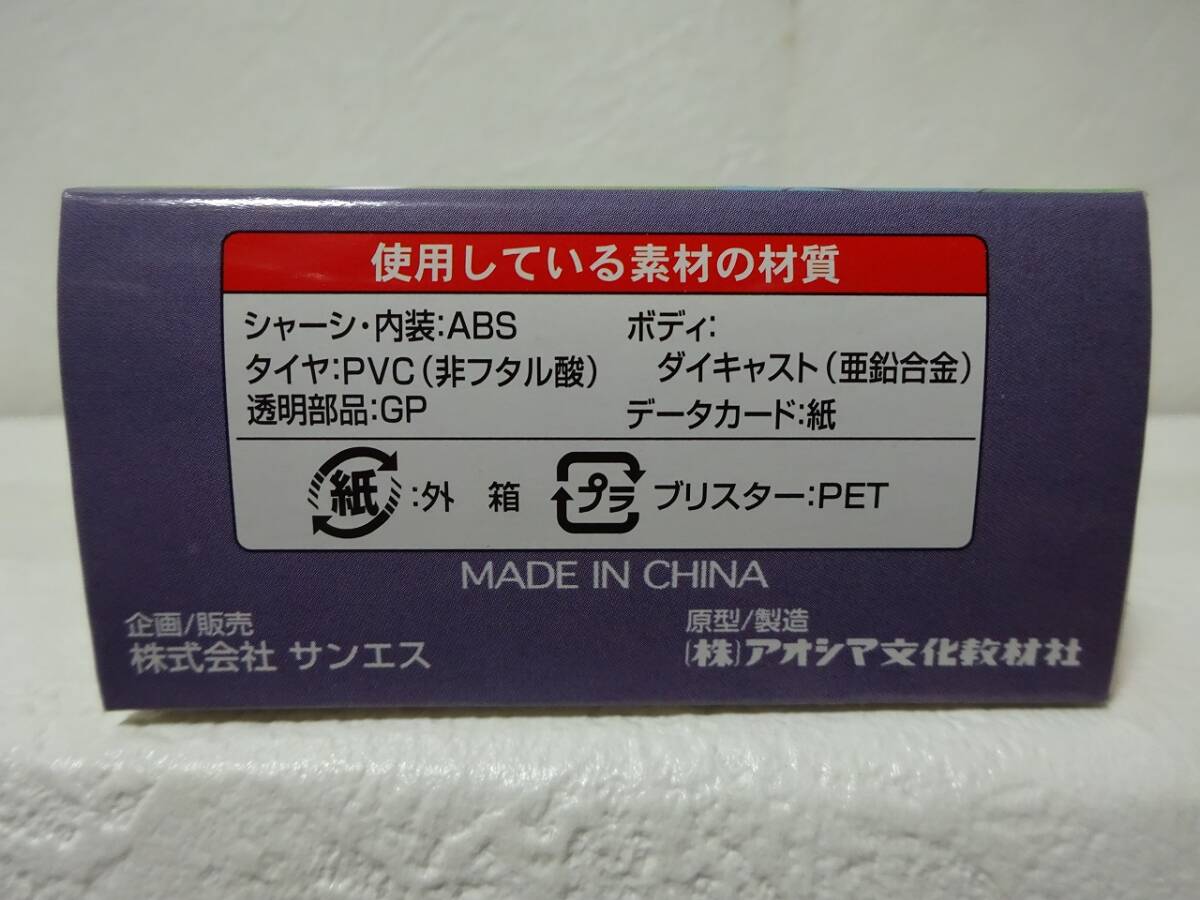 使用している素材の材質
シャーシ・内装:ABS
タイヤ:PVC(非フタル酸)
透明部品:GP
ボディ:
ダイキャスト(亜鉛合金)
データカード:紙
紙:外 箱
プラ ブリスター:PET
MADE IN CHINA
企画/販売
株式会社 サンエス
原型/製造
(株)アオシマ文化教材社